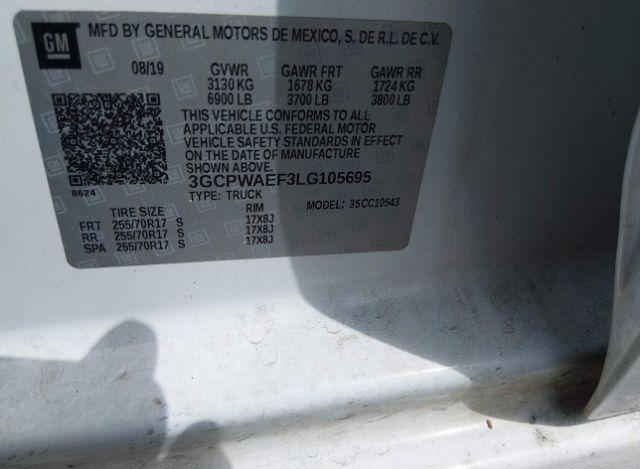 GM
MFD BY GENERAL MOTORS DE MEXICO, S. DE R.L. DE C.V.
08/19 GVWR GAWR FRT GAWR RR
3130 KG 1678 KG 1724 KG
6900 LB 3700 LB 3800 LB
THIS VEHICLE CONFORMS TO ALL
APPLICABLE U.S. FEDERAL MOTOR
VEHICLE SAFETY STANDARDS IN EFFECT
ON THE DATE OF MANUFACTURE
8624 3GCPWAEF3LG105695
TYPE: TRUCK MODEL: 35CC10543
TIRE SIZE RIM
FRT 255/70R17 S 17X8J
RR 255/70R17 S 17X8J
SPA 255/70R17 S 17X8J